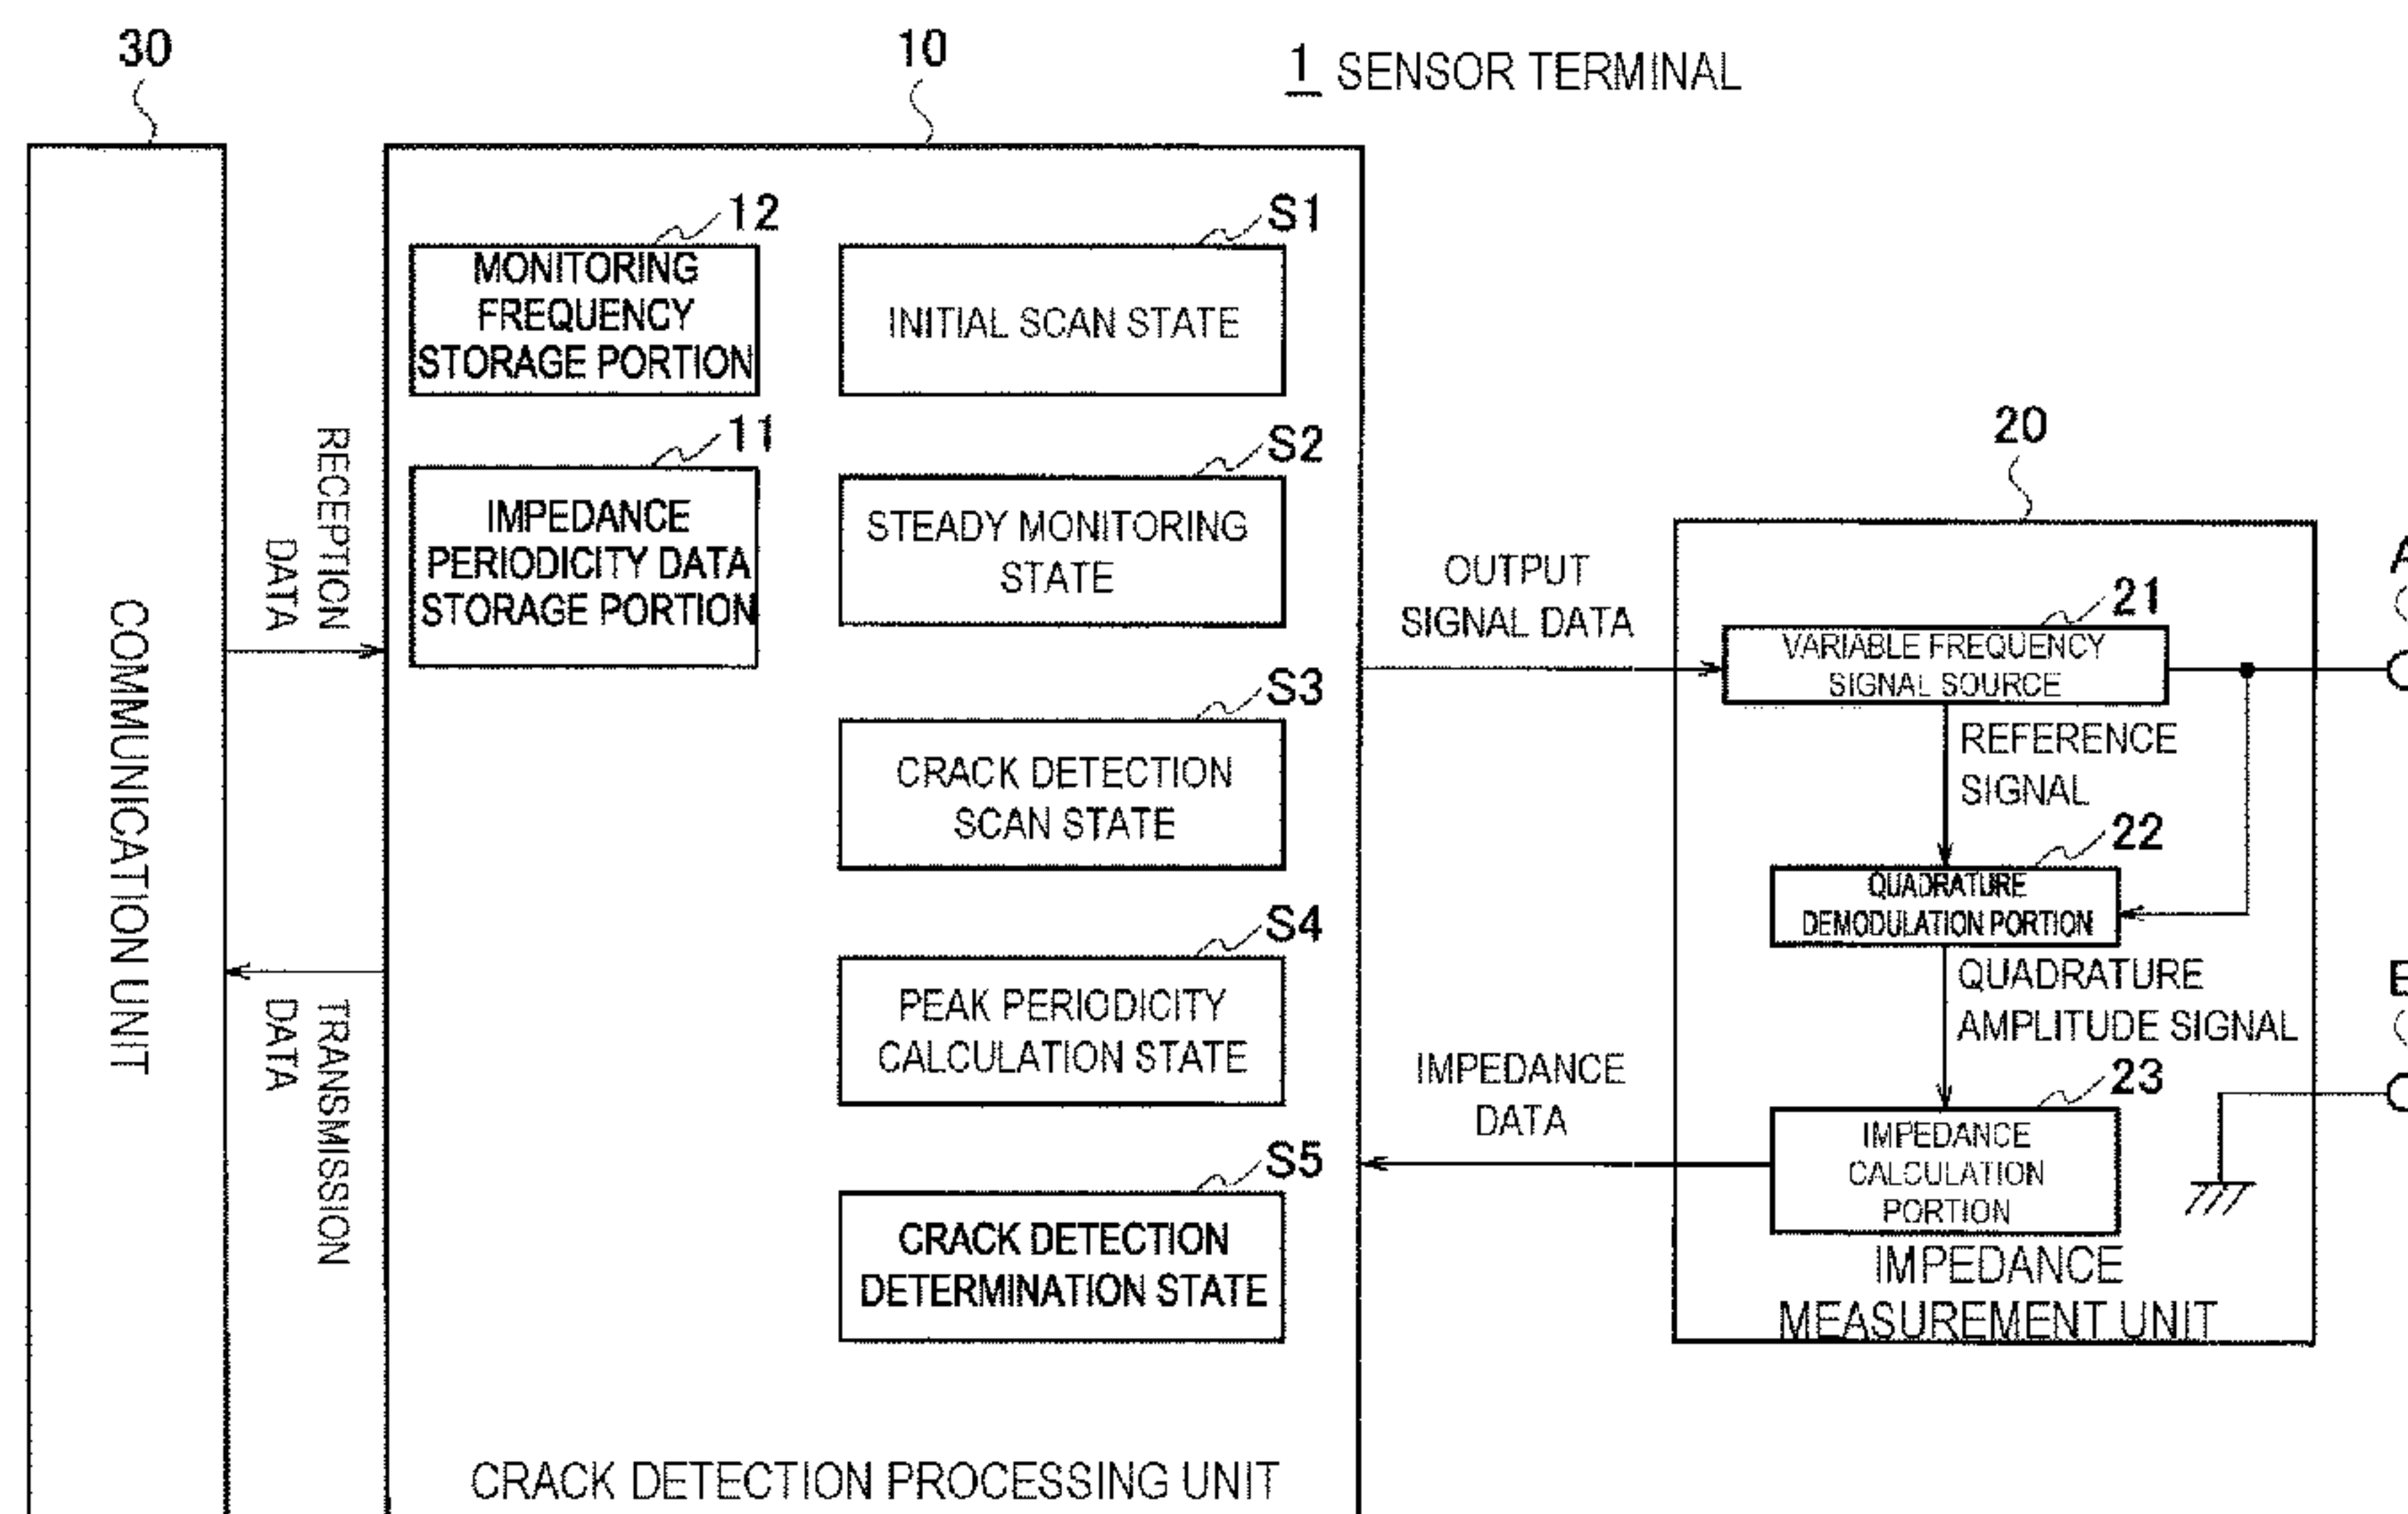 30
10
1 SENSOR TERMINAL
12
MONITORING
FREQUENCY
STORAGE PORTION
S1
INITIAL SCAN STATE
11
IMPEDANCE
PERIODICITY DATA
STORAGE PORTION
S2
STEADY MONITORING
STATE
S3
CRACK DETECTION
SCAN STATE
S4
PEAK PERIODICITY
CALCULATION STATE
S5
CRACK DETECTION
DETERMINATION STATE
CRACK DETECTION PROCESSING UNIT
COMMUNICATION UNIT
RECEPTION
DATA
TRANSMISSION
DATA
OUTPUT
SIGNAL DATA
IMPEDANCE
DATA
20
21
VARIABLE FREQUENCY
SIGNAL SOURCE
REFERENCE
SIGNAL
22
QUADRATURE
DEMODULATION PORTION
QUADRATURE
AMPLITUDE SIGNAL
23
IMPEDANCE
CALCULATION
PORTION
IMPEDANCE
MEASUREMENT UNIT